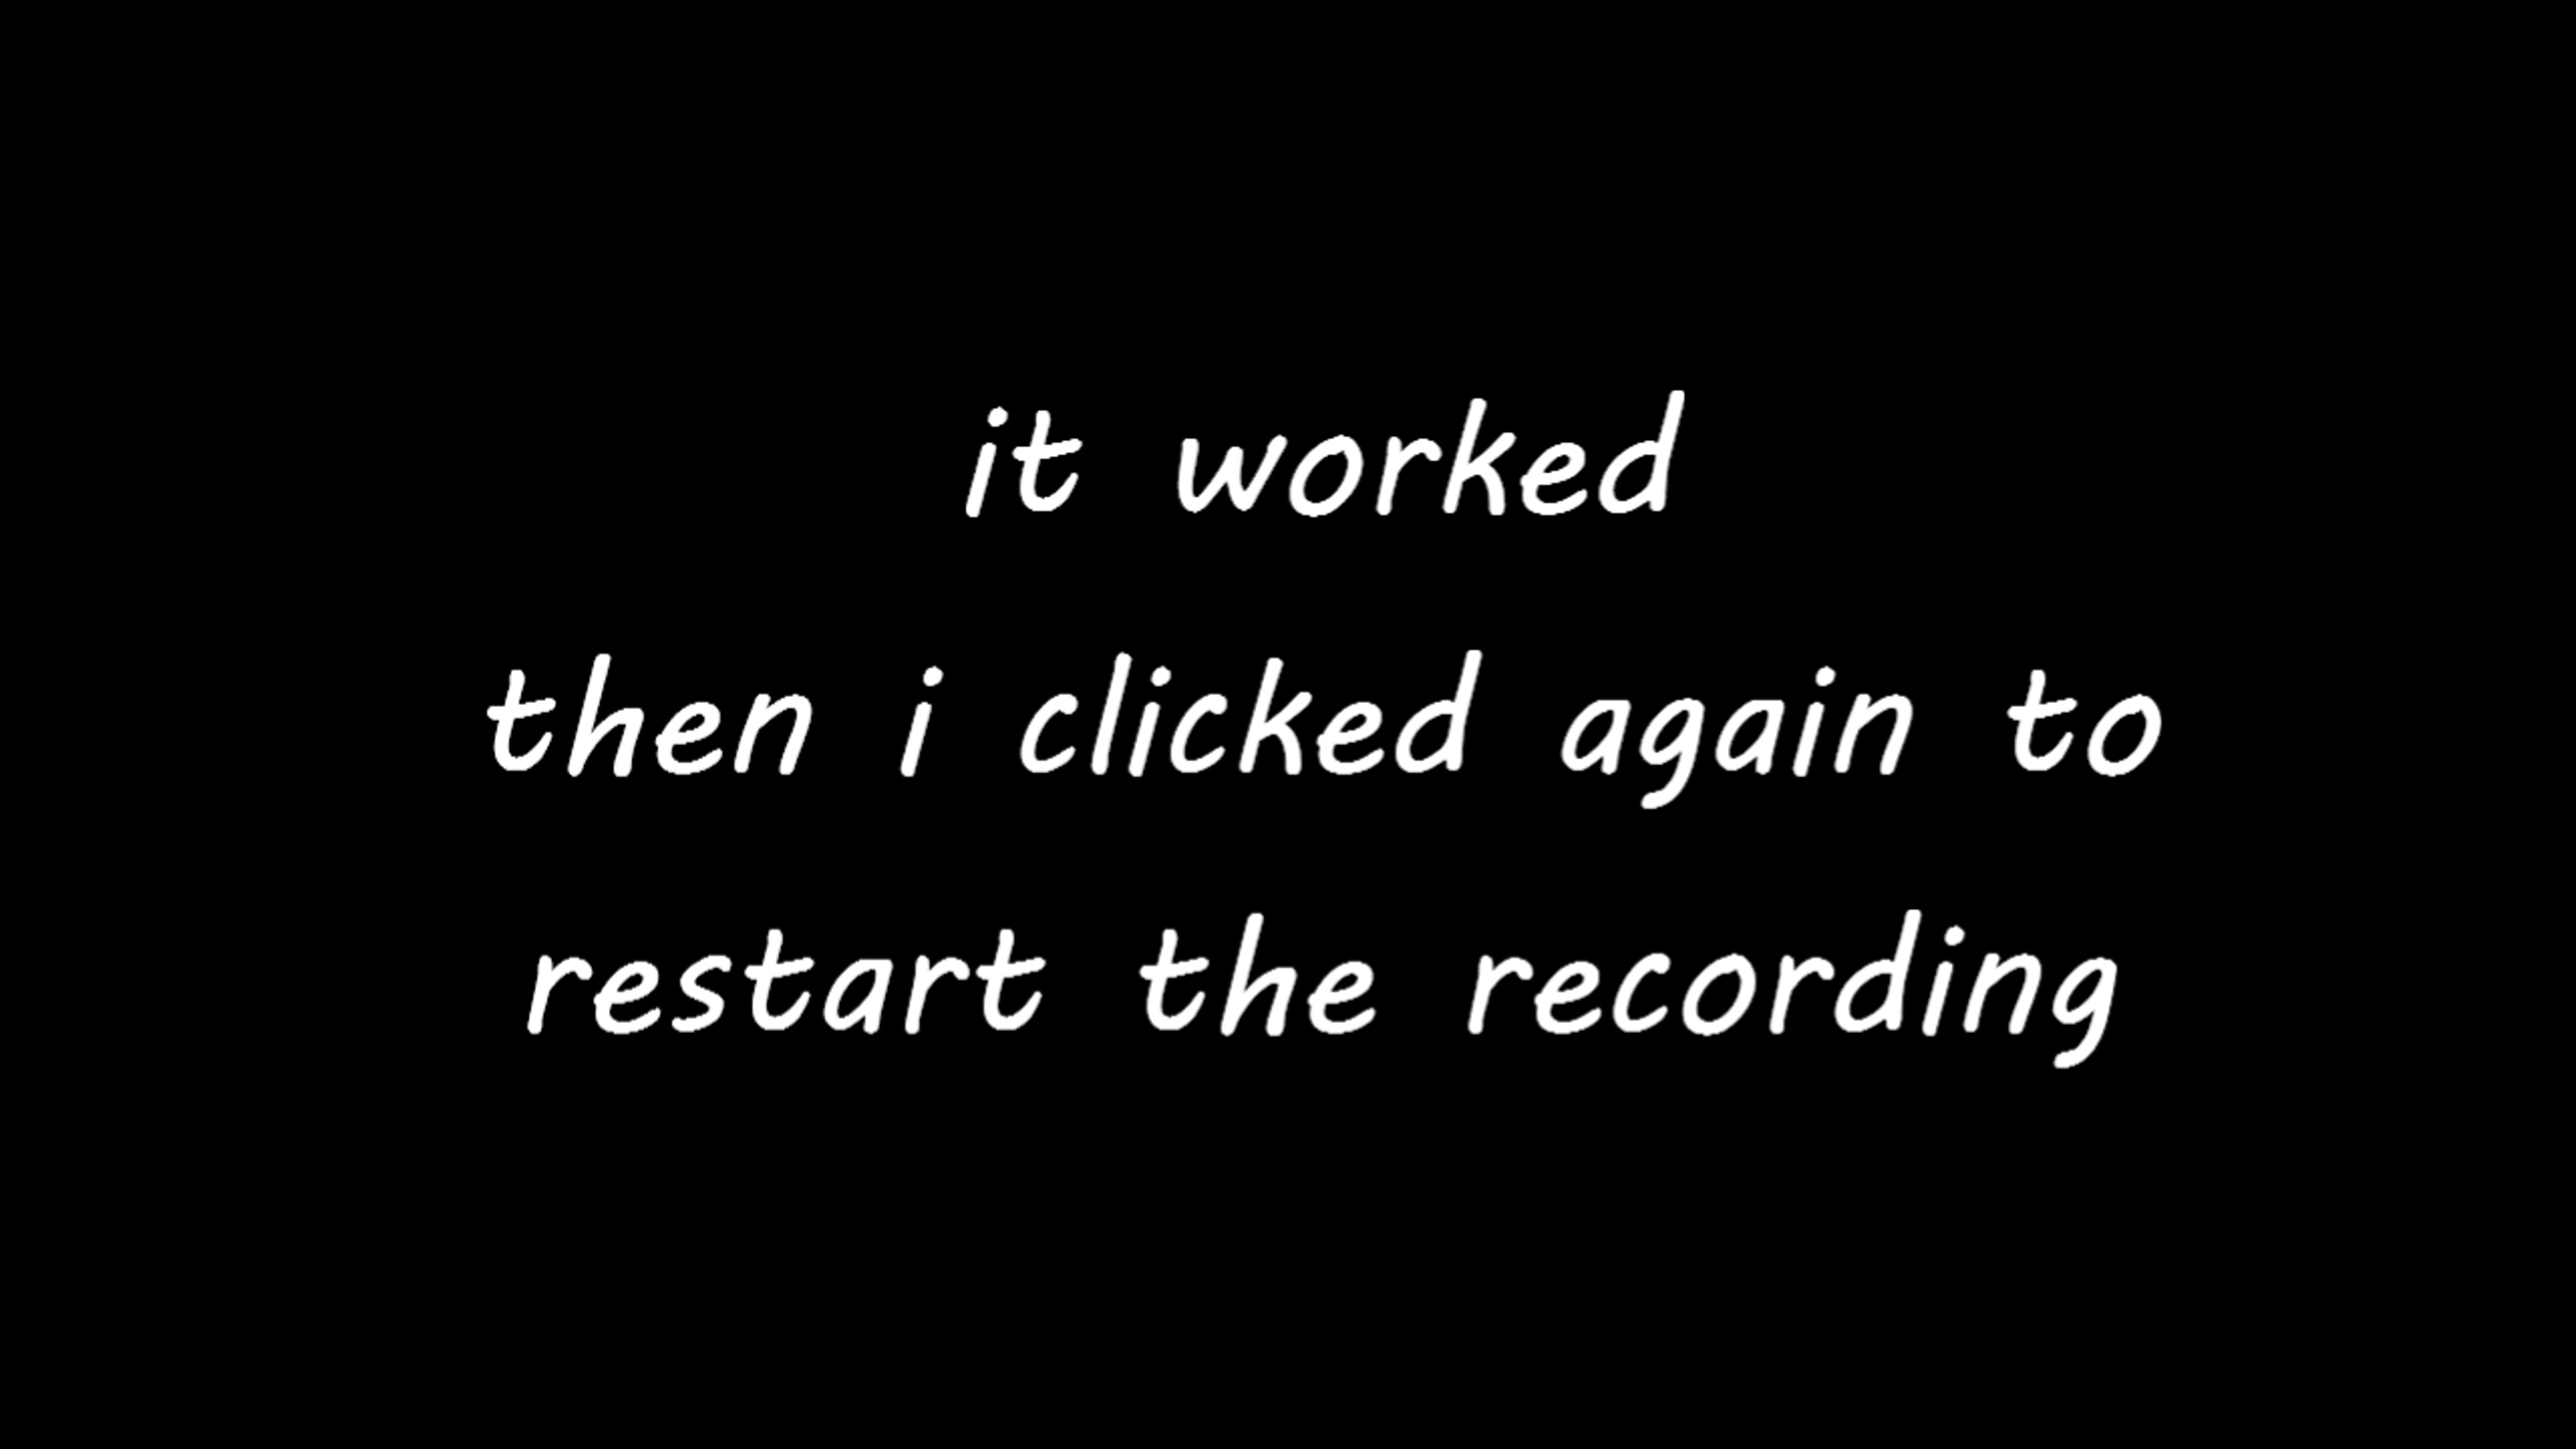 it worked
then i clicked again to
restart the recording